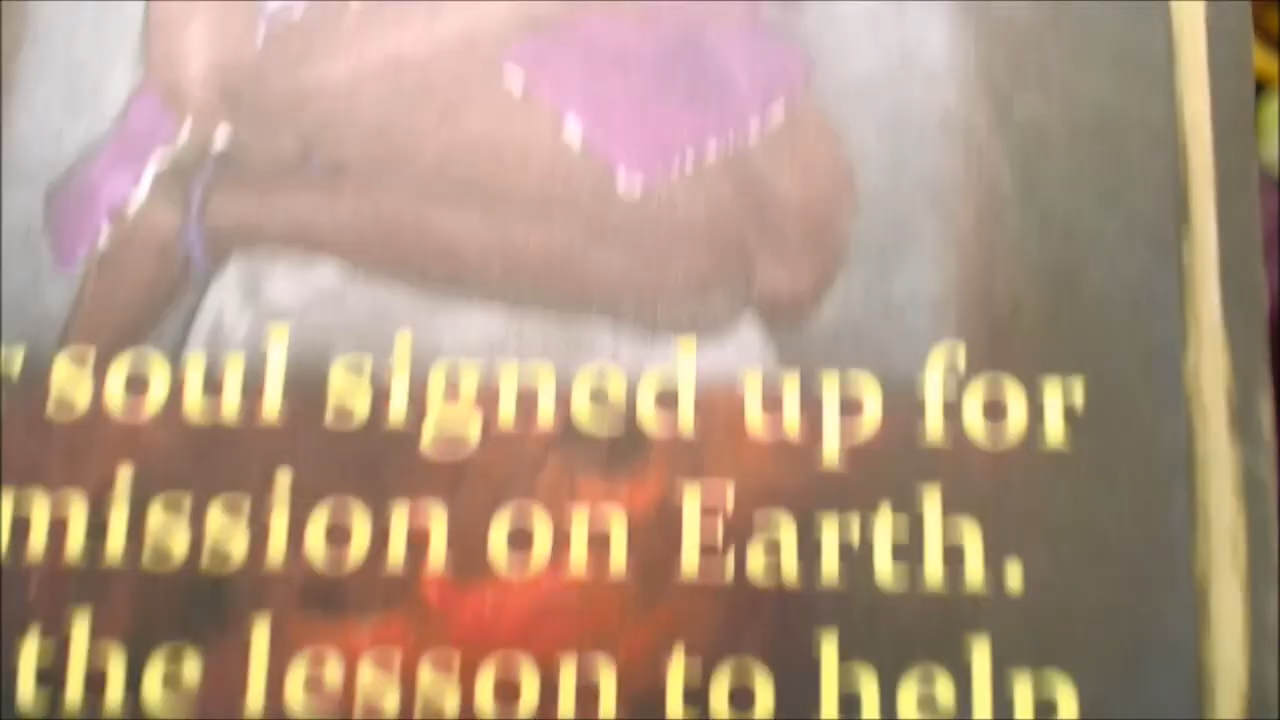 soul signed up for
mission on Earth.
the lesson to help